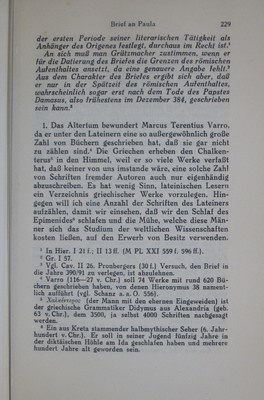 Brief an Paula 229
der ersten Periode seiner literarischen Tätigkeit als
Anhänger des Origenes festlegt, durchaus im Recht ist.¹
An sich muß man Grützmacher zustimmen, wenn er
für die Datierung des Briefes die Grenzen des römischen
Aufenthaltes ansetzt, da eine genauere Angabe fehlt.²
Aus dem Charakter des Briefes ergibt sich aber, daß
er nur in der Spätzeit des römischen Aufenthaltes,
wahrscheinlich sogar erst nach dem Tode des Papstes
Damasus, also frühestens im Dezember 384, geschrieben
sein kann.³
1. Das Altertum bewundert Marcus Terentius Varro,
da er unter den Lateinern eine so außergewöhnlich große
Zahl von Büchern geschrieben hat, daß sie gar nicht
zu zählen sind.⁴ Die Griechen erheben den Chalken-
terus⁵ in den Himmel, weil er so viele Werke verfaßt
hat, daß keiner von uns imstande wäre, eine solche Zahl
von Schriften fremder Autoren auch nur eigenhändig
abzuschreiben. Es hat wenig Sinn, lateinischen Lesern
ein Verzeichnis griechischer Werke vorzulegen. Hin-
gegen will ich eine Anzahl der Schriften des Lateiners
aufzählen, damit wir einsehen, daß wir den Schlaf des
Epimenides⁶ schlafen und die Mühe, welche diese Män-
ner sich das Studium der weltlichen Wissenschaften
kosten ließen, auf den Erwerb von Besitz verwenden.
¹ In Hier. I 21 f.; II 13 ff. (M. PL XXI 559 f. 596 ff.).
² Gr. I 57.
³ Vgl. Cav. II 26. Pronbergers (30 f.) Versuch, den Brief in
die Jahre 390/91 zu verlegen, ist abzulehnen.
⁴ Varro (116—27 v. Chr.) soll 74 Werke mit rund 620 Bü-
chern geschrieben haben, von denen Hieronymus 38 nament-
lich aufführt (vgl. Schanz a. a. O. 556).
⁵ Χαλκέντερος (der Mann mit den ehernen Eingeweiden) ist
der griechische Grammatiker Didymus aus Alexandria (geb.
63 v. Chr.), dem 3500, ja selbst 4000 Schriften nachgesagt
werden.
⁶ Ein aus Kreta stammender halbmythischer Seher (6. Jahr-
hundert v. Chr.). Er soll in seiner Jugend fünfzig Jahre in
der diktäischen Höhle am Ida geschlafen haben und mehrere
hundert Jahre alt geworden sein.